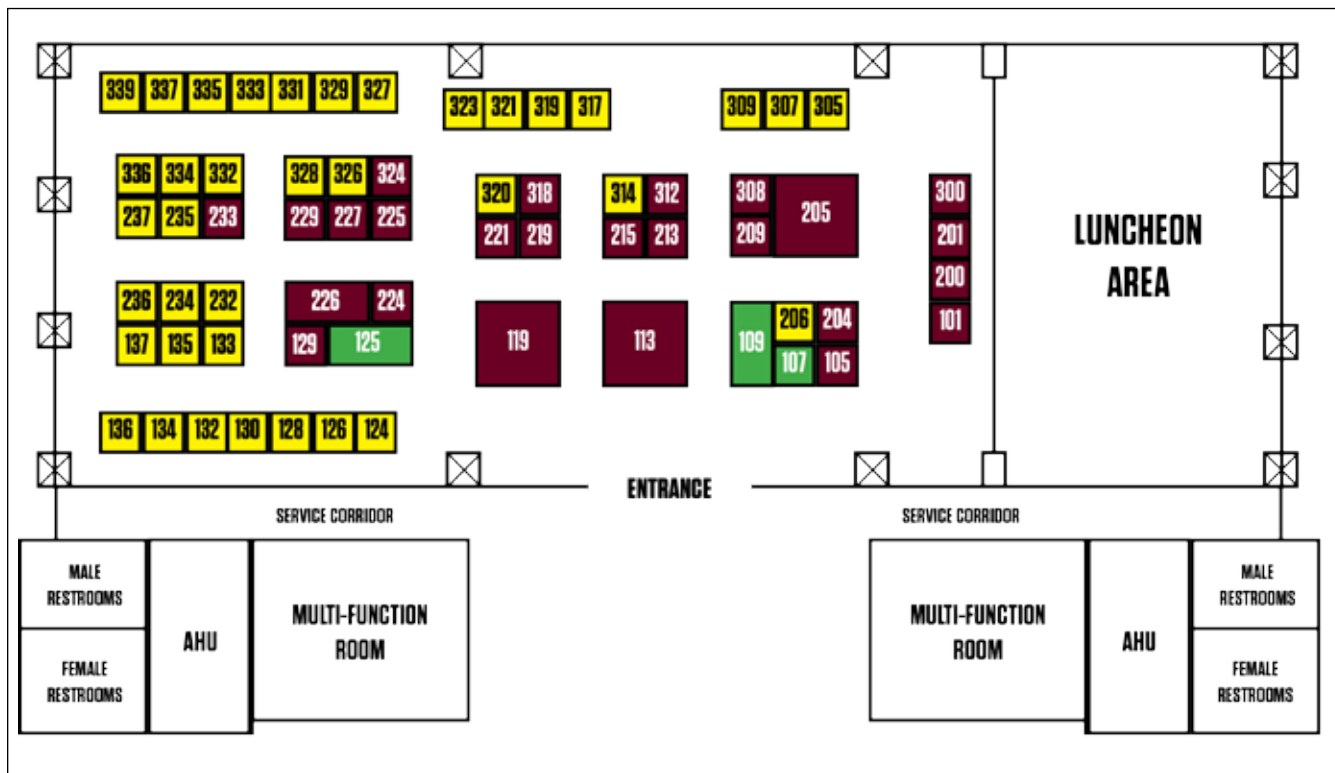 339 337 335 333 331 329 327
323 321 319 317
309 307 305
336 334 332
237 235 233
328 326 324
229 227 225
320 318
221 219
314 312
215 213
308
209
205
300
201
200
101
LUNCHEON
AREA
236 234 232
137 135 133
226 224
129 125
119
113
109
206 204
107 105
136 134 132 130 128 126 124
ENTRANCE
SERVICE CORRIDOR
SERVICE CORRIDOR
MALE
RESTROOMS
FEMALE
RESTROOMS
AHU
MULTI-FUNCTION
ROOM
MULTI-FUNCTION
ROOM
AHU
MALE
RESTROOMS
FEMALE
RESTROOMS